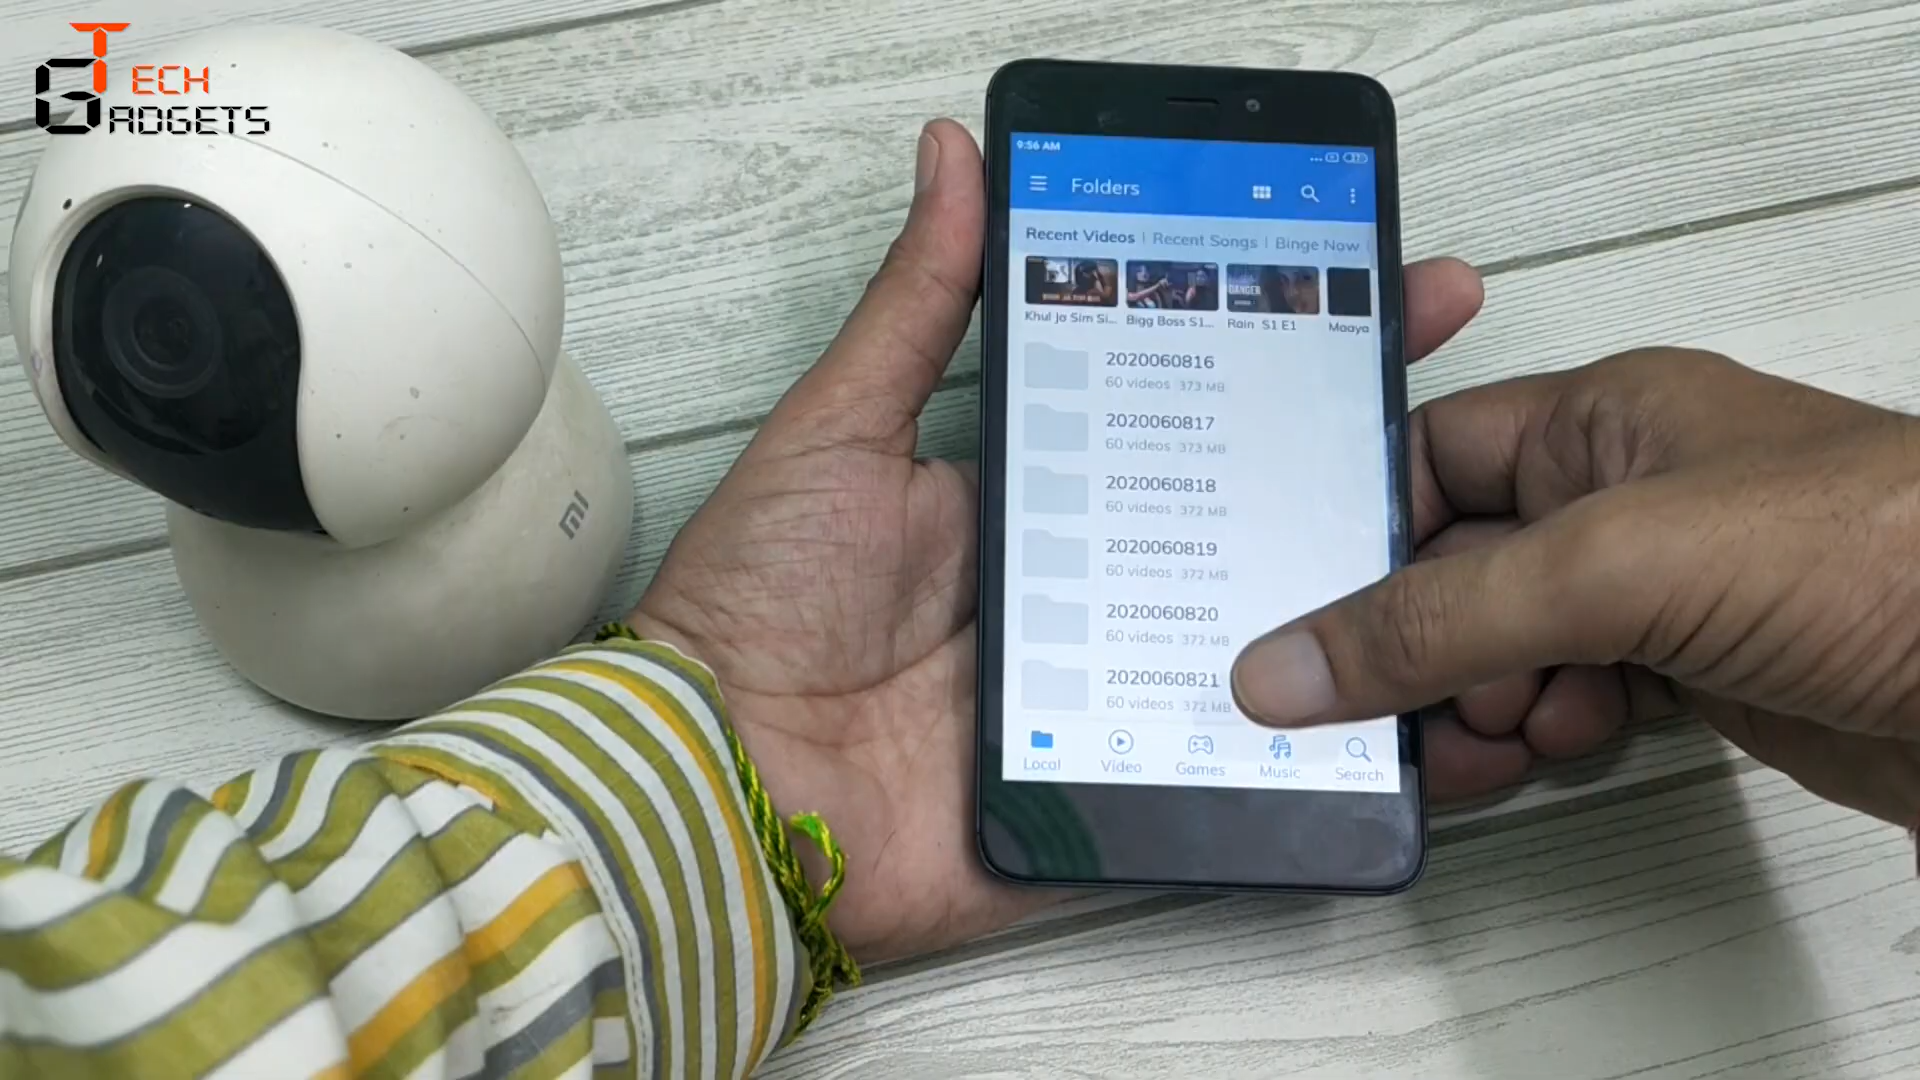 TECH
GADGETS
mi
9:56 AM
37
Folders
Recent Videos | Recent Songs | Binge Now |
DANGER
Khul Ja Sim Si... Bigg Boss S1... Rain S1 E1 Maaya
2020060816
60 videos 373 MB
2020060817
60 videos 373 MB
2020060818
60 videos 372 MB
2020060819
60 videos 372 MB
2020060820
60 videos 372 MB
2020060821
60 videos 372 MB
Local Video Games Music Search